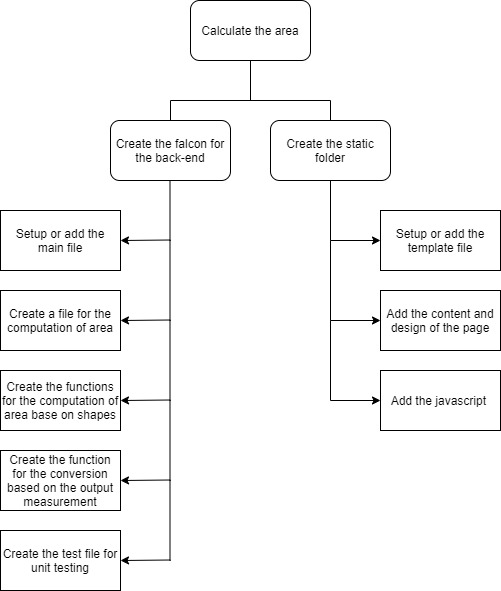 Calculate the area
Create the falcon for
the back-end
Create the static
folder
Setup or add the
main file
Setup or add the
template file
Create a file for the
computation of area
Add the content and
design of the page
Create the functions
for the computation of
area base on shapes
Add the javascript
Create the function
for the conversion
based on the output
measurement
Create the test file for
unit testing